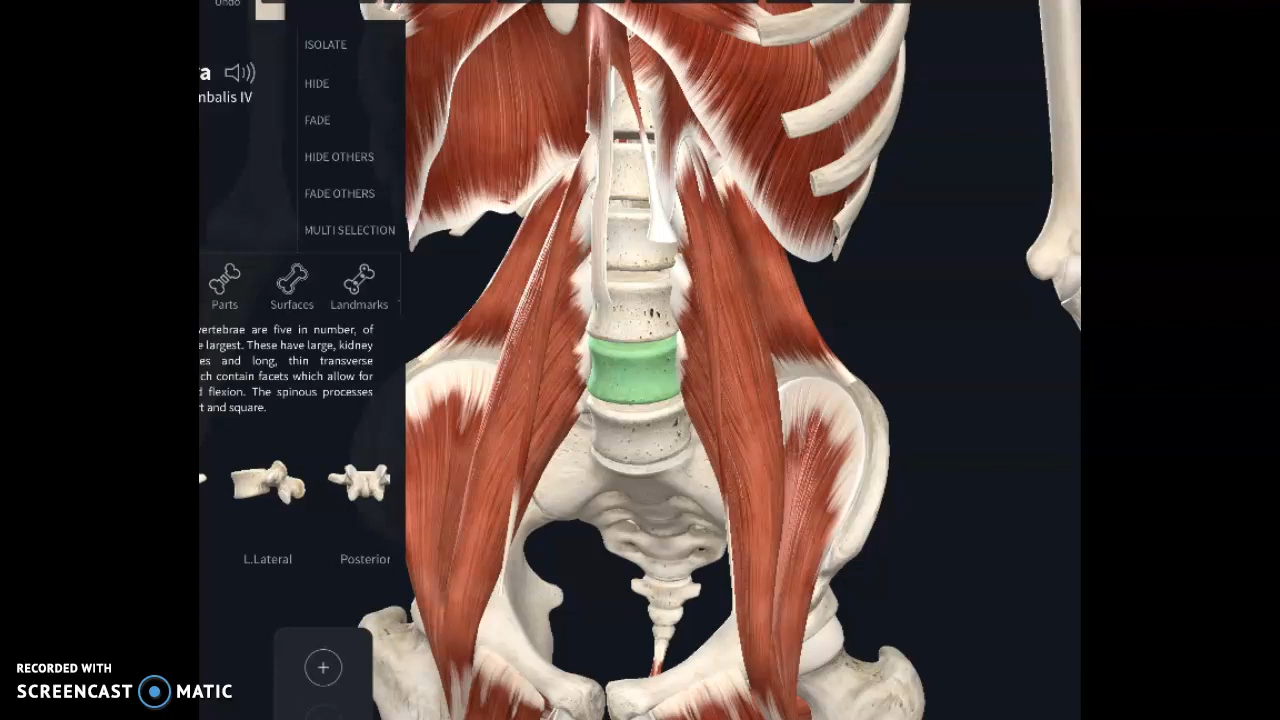 Undo
ISOLATE
HIDE
FADE
HIDE OTHERS
FADE OTHERS
MULTI SELECTION
ra
mbalis IV
Parts Surfaces Landmarks
vertebrae are five in number, of
e largest. These have large, kidney
es and long, thin transverse
ch contain facets which allow for
d flexion. The spinous processes
rt and square.
L.Lateral Posterior
RECORDED WITH
SCREENCAST MATIC